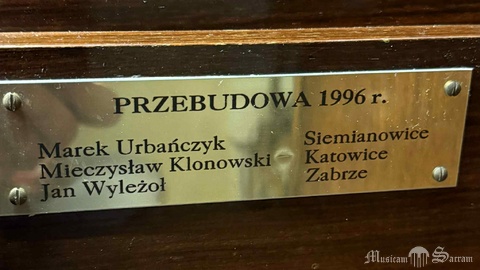 PRZEBUDOWA 1996 r.
Marek Urbańczyk Siemianowice
Mieczysław Klonowski Katowice
Jan Wyleżoł Zabrze
Musicam Sacram